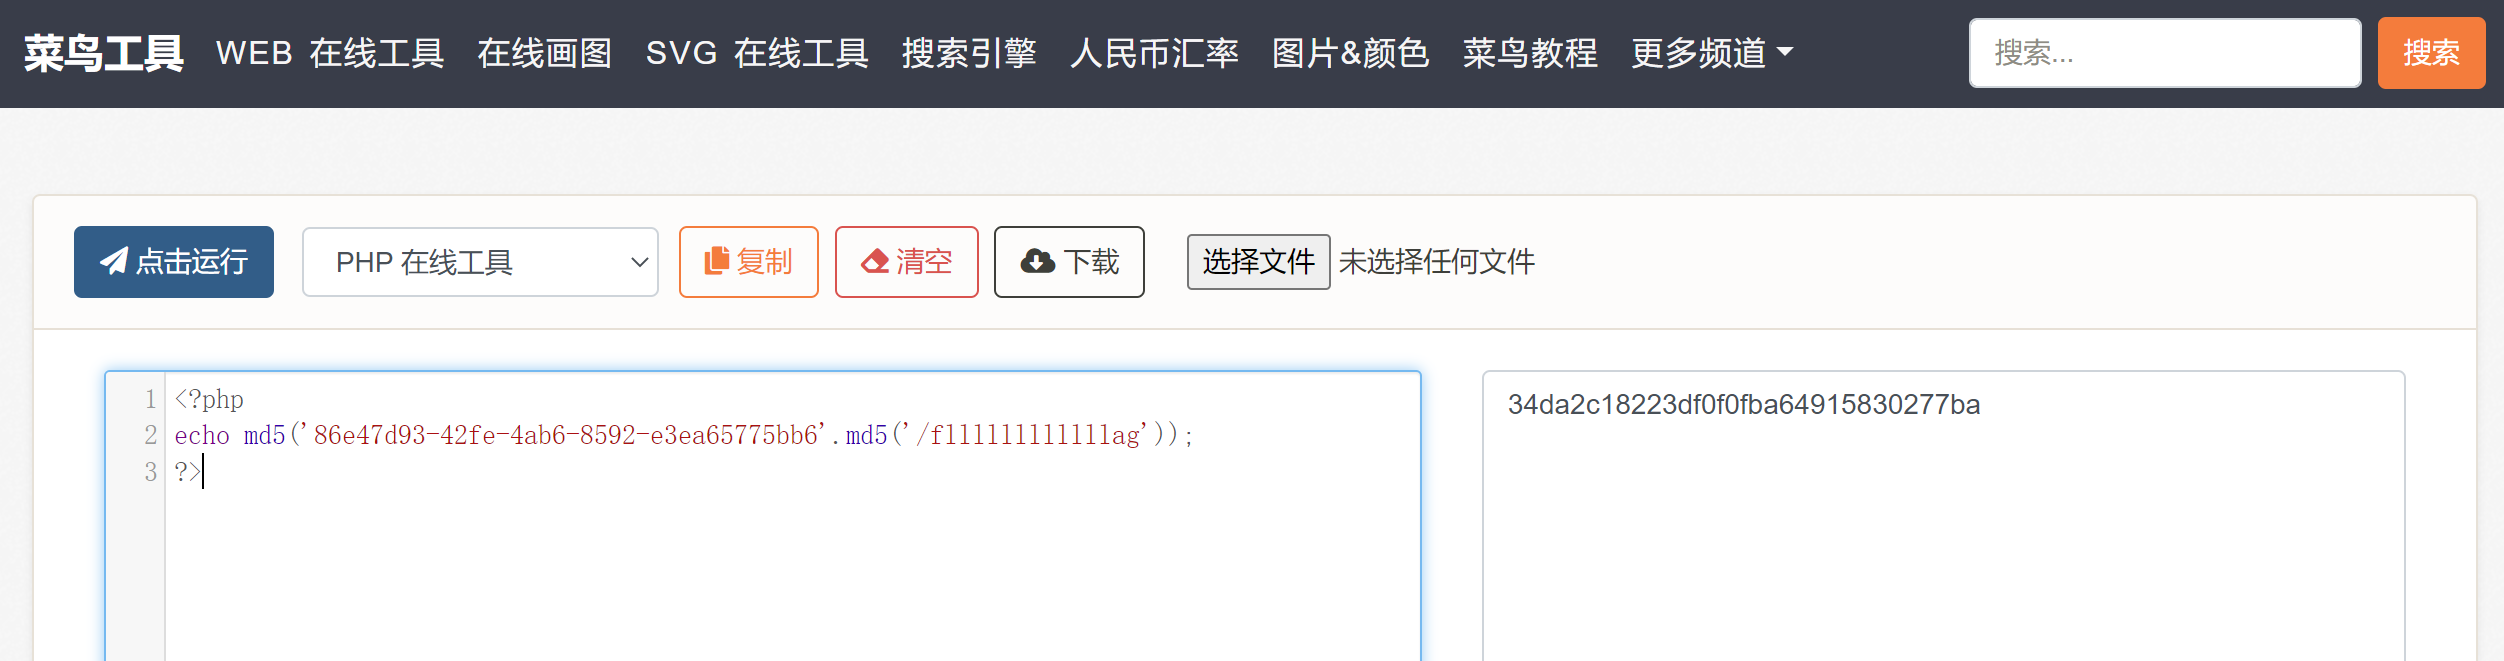 菜鸟工具 WEB 在线工具 在线画图 SVG 在线工具 搜索引擎 人民币汇率 图片&颜色 菜鸟教程 更多频道 搜索... 搜索
点击运行 PHP 在线工具 复制 清空 下载 选择文件 未选择任何文件
1 <?php
2 echo md5('86e47d93-42fe-4ab6-8592-e3ea65775bb6'.md5('/fllllllllllllag'));
3 ?>
34da2c18223df0f0fba64915830277ba